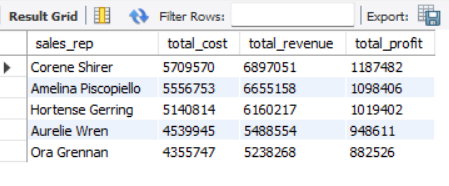 Result Grid Filter Rows: Export:
sales_rep total_cost total_revenue total_profit
Corene Shirer 5709570 6897051 1187482
Amelina Piscopiello 5556753 6655158 1098406
Hortense Gerring 5140814 6160217 1019402
Aurelie Wren 4539945 5488554 948611
Ora Grennan 4355747 5238268 882526